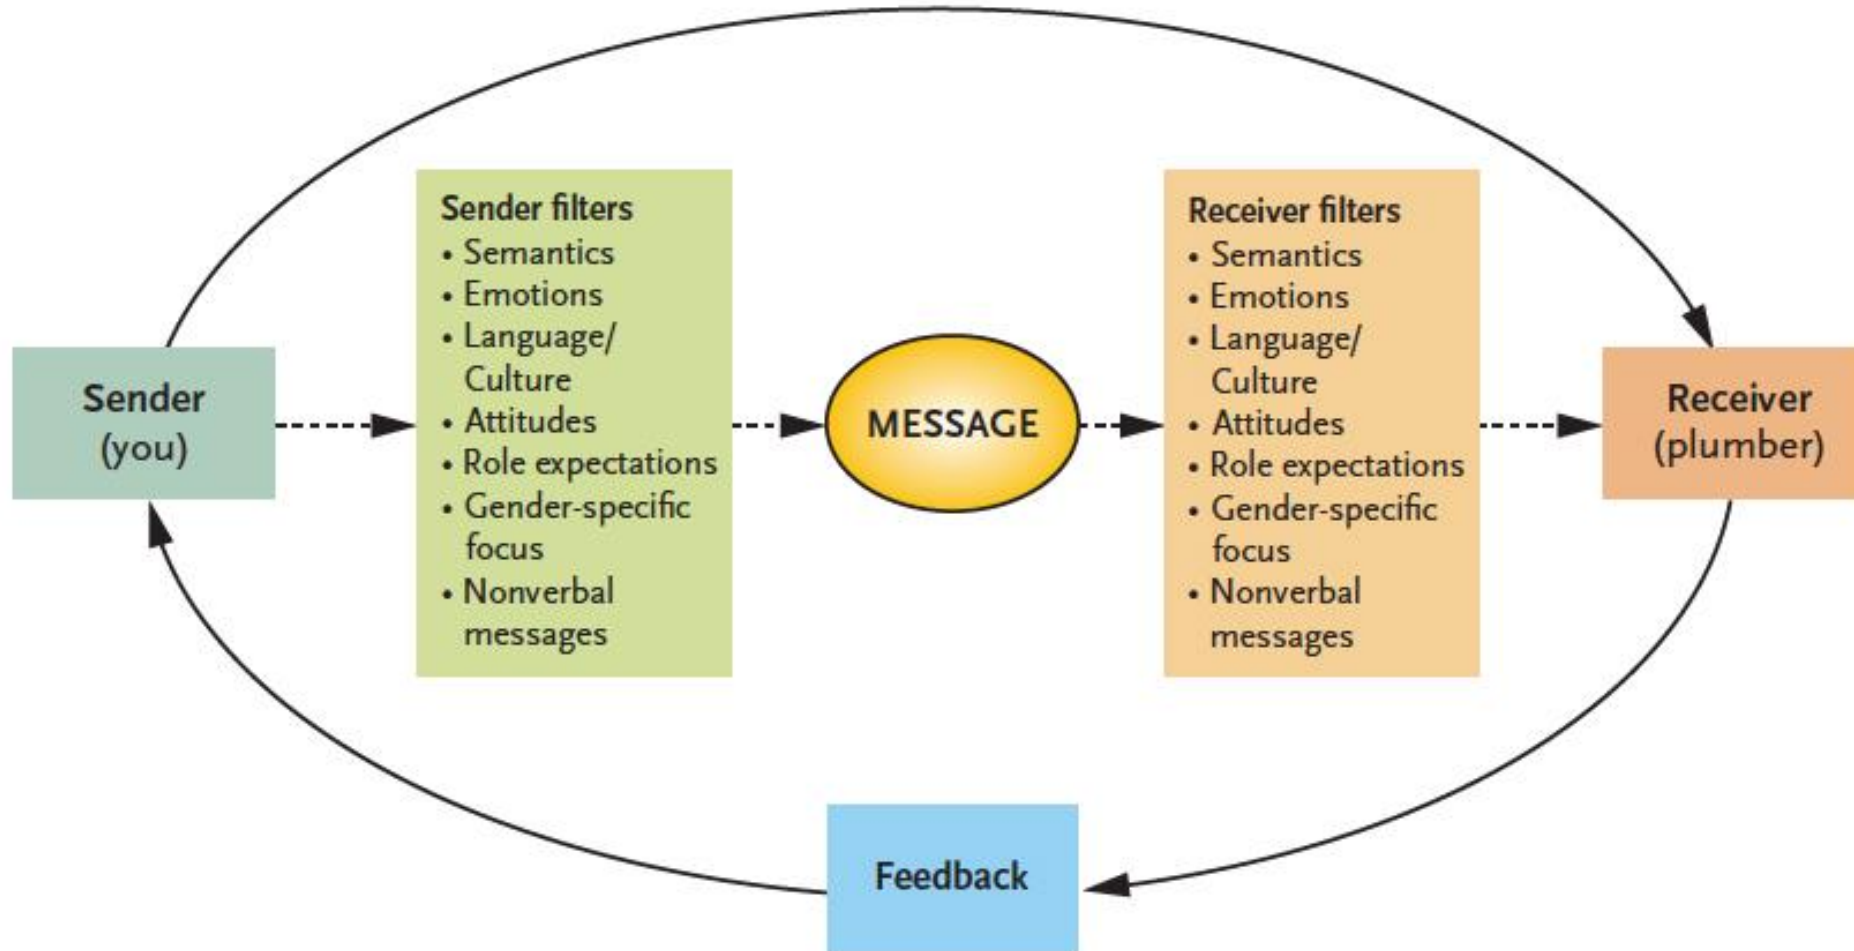 Sender
(you)
Sender filters
• Semantics
• Emotions
• Language/
Culture
• Attitudes
• Role expectations
• Gender-specific
focus
• Nonverbal
messages
MESSAGE
Receiver filters
• Semantics
• Emotions
• Language/
Culture
• Attitudes
• Role expectations
• Gender-specific
focus
• Nonverbal
messages
Receiver
(plumber)
Feedback